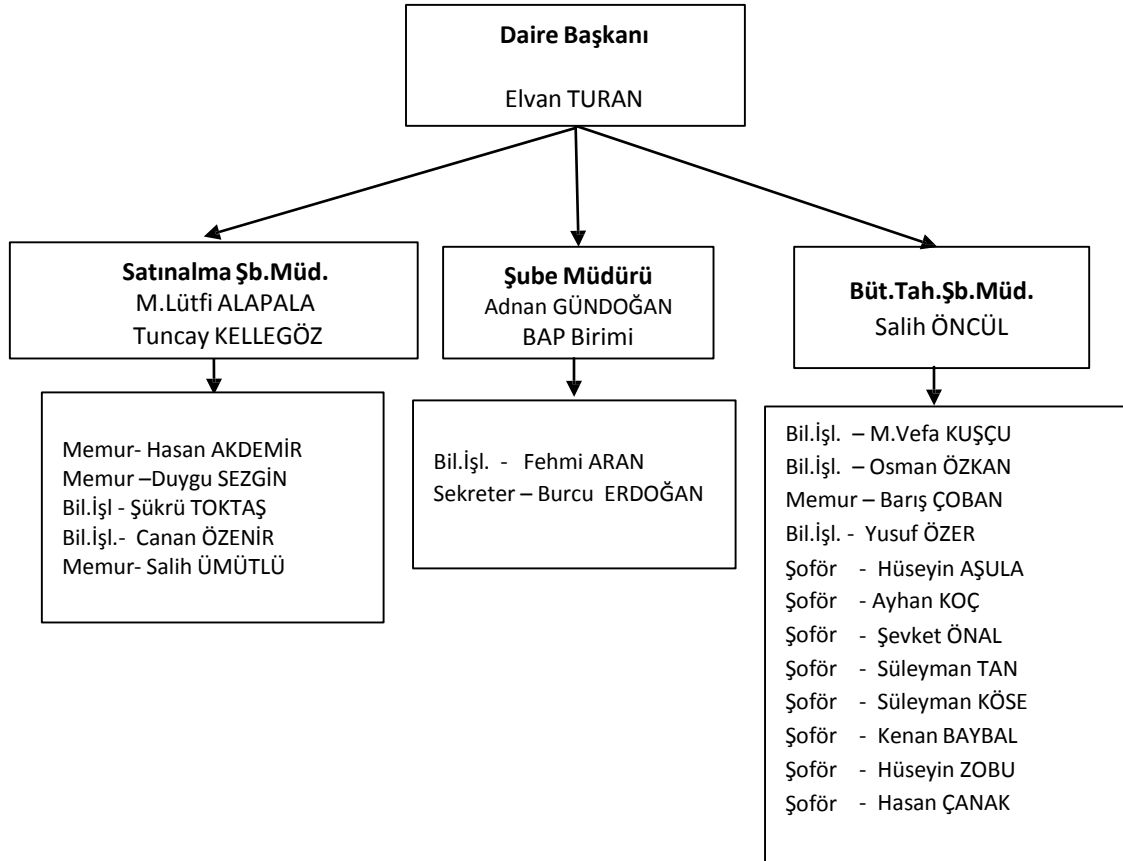 Daire Başkanı
Elvan TURAN
Satınalma Şb.Müd.
M.Lütfi ALAPALA
Tuncay KELLEGÖZ
Şube Müdürü
Adnan GÜNDOĞAN
BAP Birimi
Büt.Tah.Şb.Müd.
Salih ÖNCÜL
Memur- Hasan AKDEMİR
Memur –Duygu SEZGİN
Bil.İşl - Şükrü TOKTAŞ
Bil.İşl.- Canan ÖZENİR
Memur- Salih ÜMÜTLÜ
Bil.İşl. - Fehmi ARAN
Sekreter – Burcu ERDOĞAN
Bil.İşl. – M.Vefa KUŞÇU
Bil.İşl. – Osman ÖZKAN
Memur – Barış ÇOBAN
Bil.İşl. - Yusuf ÖZER
Şoför - Hüseyin AŞULA
Şoför - Ayhan KOÇ
Şoför - Şevket ÖNAL
Şoför - Süleyman TAN
Şoför - Süleyman KÖSE
Şoför - Kenan BAYBAL
Şoför - Hüseyin ZOBU
Şoför - Hasan ÇANAK